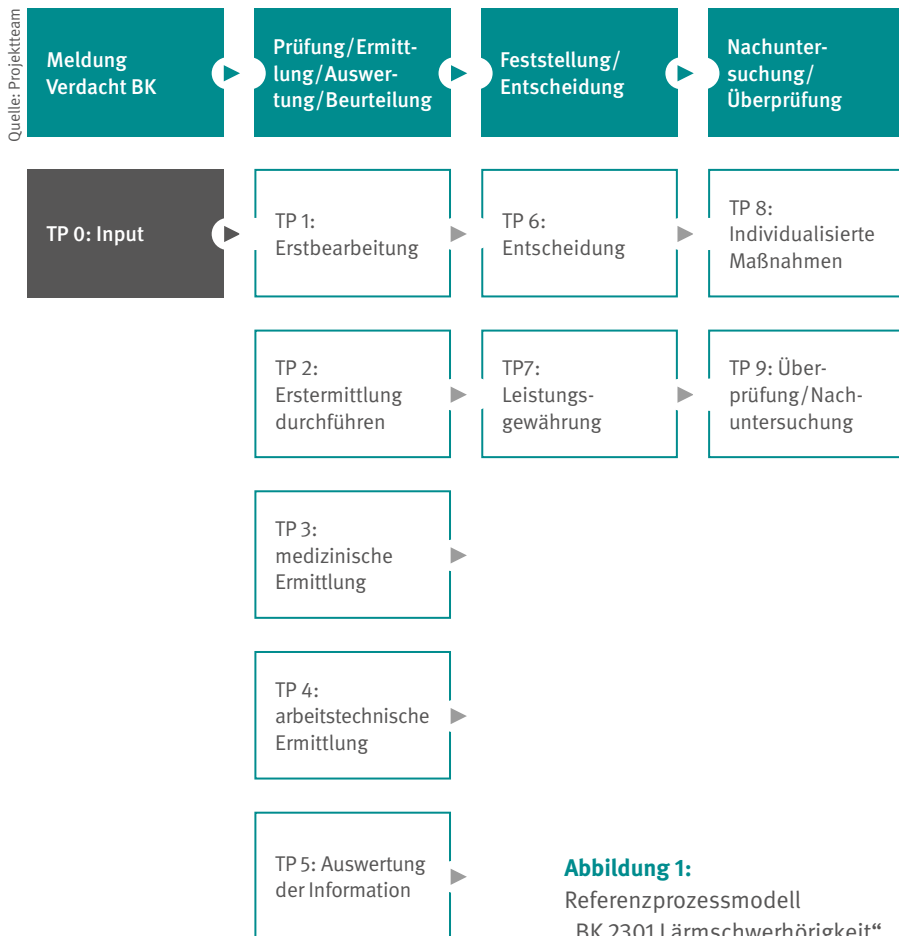 Quelle: Projektteam
Meldung
Verdacht BK
Prüfung/Ermitt-
lung/Auswer-
tung/Beurteilung
Feststellung/
Entscheidung
Nachunter-
suchung/
Überprüfung
TP 0: Input
TP 1:
Erstbearbeitung
TP 6:
Entscheidung
TP 8:
Individualisierte
Maßnahmen
TP 2:
Erstermittlung
durchführen
TP7:
Leistungs-
gewährung
TP 9: Über-
prüfung/Nach-
untersuchung
TP 3:
medizinische
Ermittlung
TP 4:
arbeitstechnische
Ermittlung
TP 5: Auswertung
der Information
Abbildung 1:
Referenzprozessmodell
BK 2301 Lärmschwerhörigkeit“